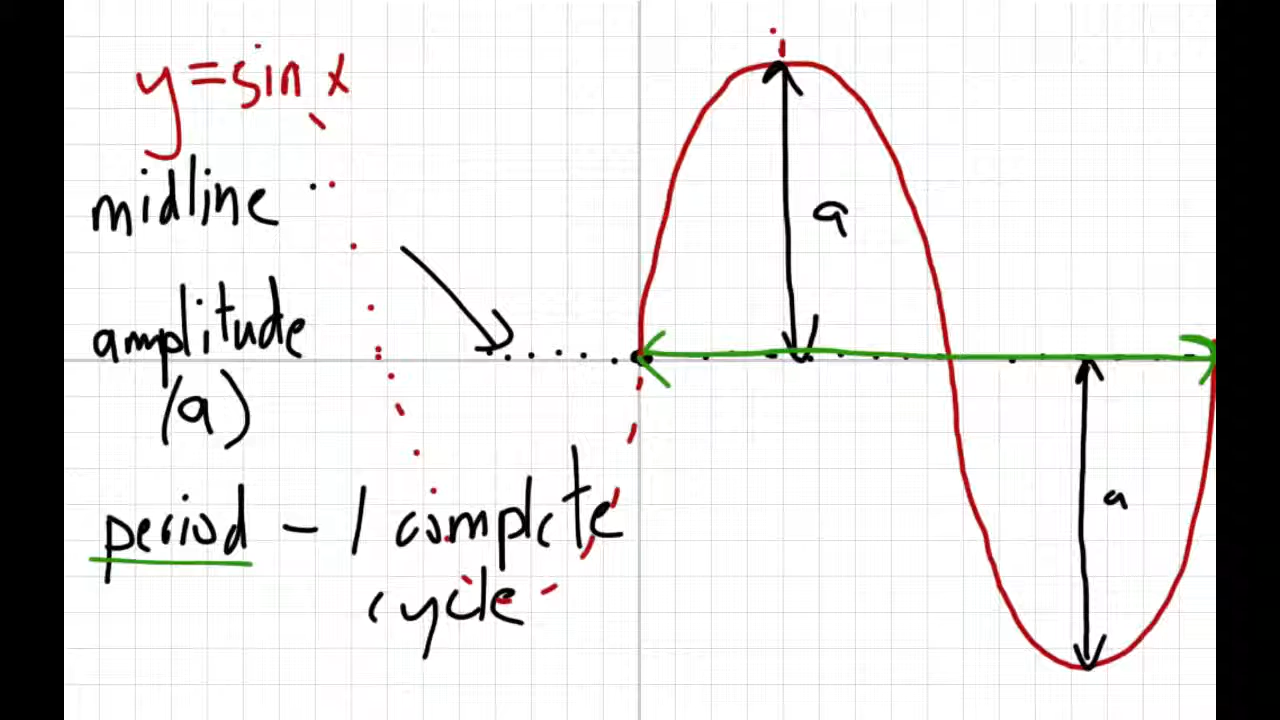 y=sin x
midline
amplitude
(a)
period - 1 complete
cycle
a
a